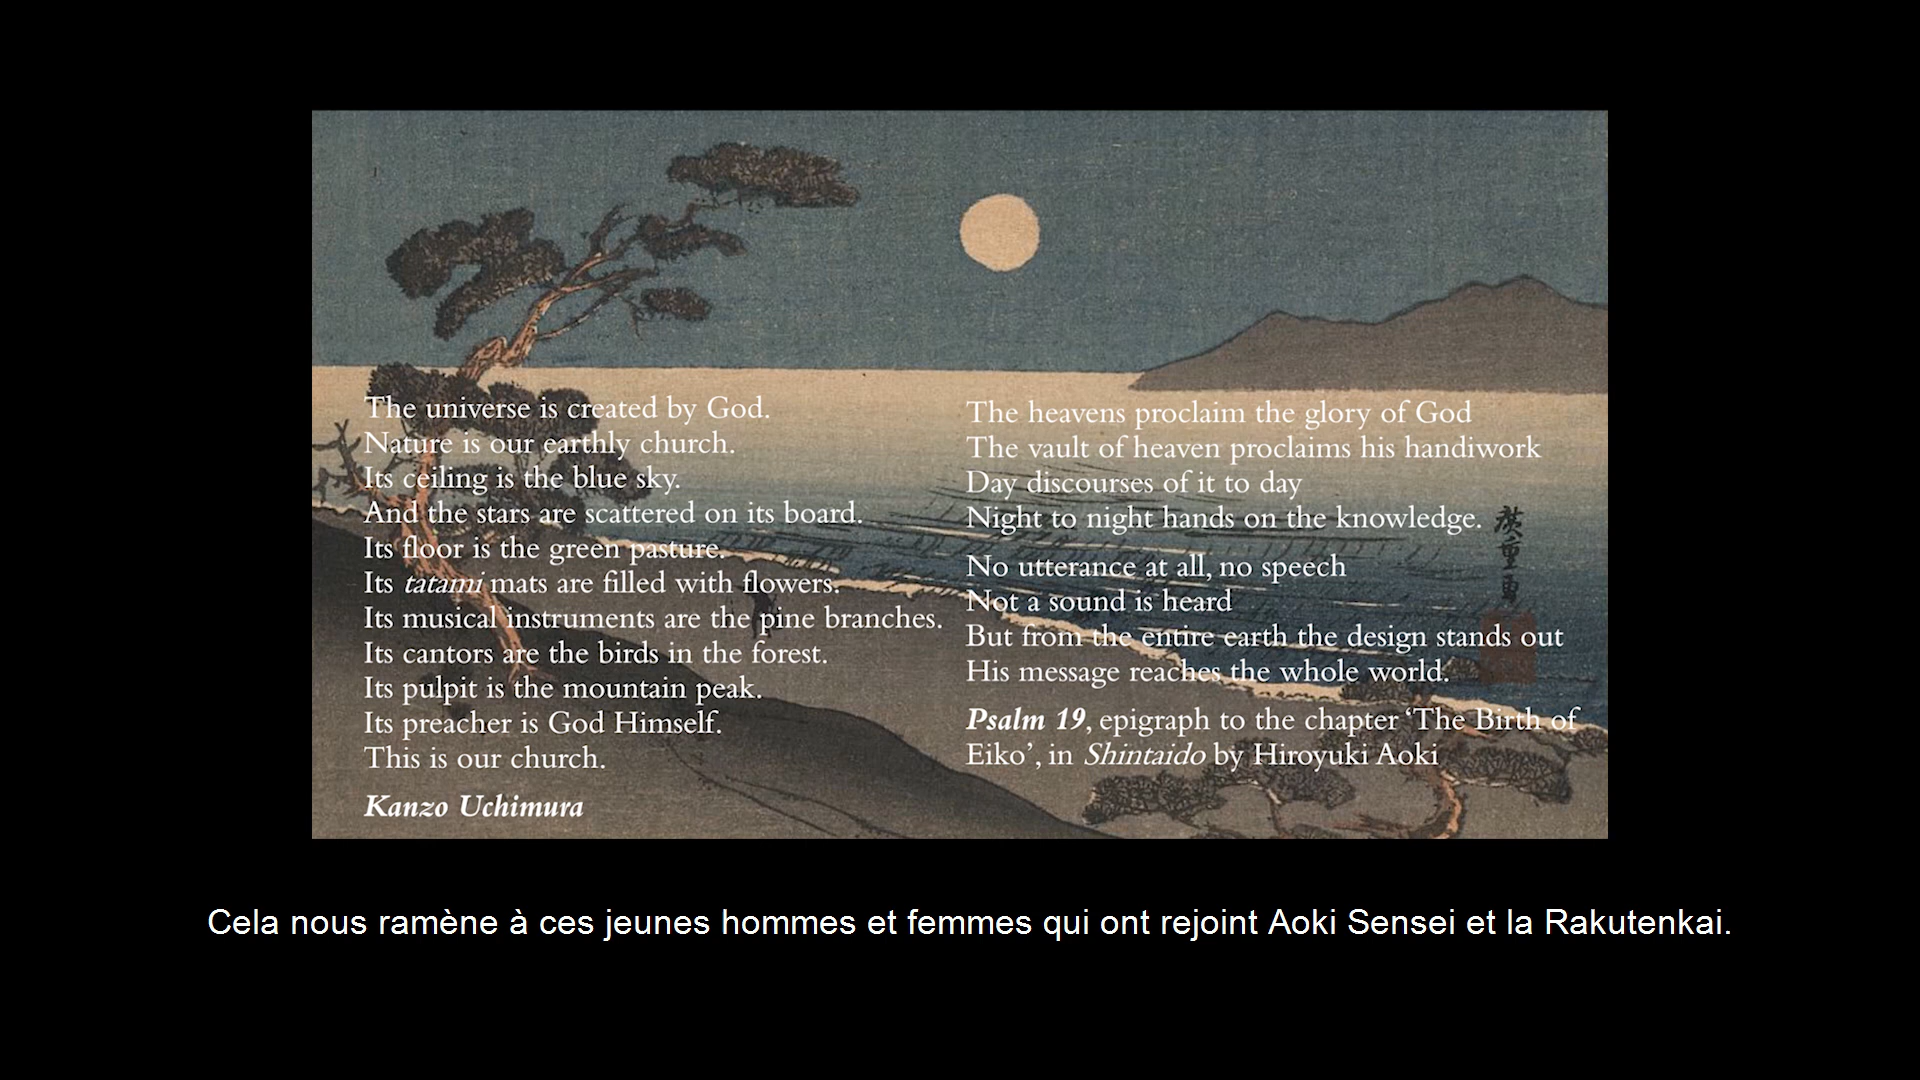 The universe is created by God.
Nature is our earthly church.
Its ceiling is the blue sky.
And the stars are scattered on its board.
Its floor is the green pasture.
Its tatami mats are filled with flowers.
Its musical instruments are the pine branches.
Its cantors are the birds in the forest.
Its pulpit is the mountain peak.
Its preacher is God Himself.
This is our church.
Kanzo Uchimura
The heavens proclaim the glory of God
The vault of heaven proclaims his handiwork
Day discourses of it to day
Night to night hands on the knowledge.
No utterance at all, no speech
Not a sound is heard
But from the entire earth the design stands out
His message reaches the whole world.
Psalm 19, epigraph to the chapter ‘The Birth of
Eiko’, in Shintaido by Hiroyuki Aoki
廣重画
Cela nous ramène à ces jeunes hommes et femmes qui ont rejoint Aoki Sensei et la Rakutenkai.